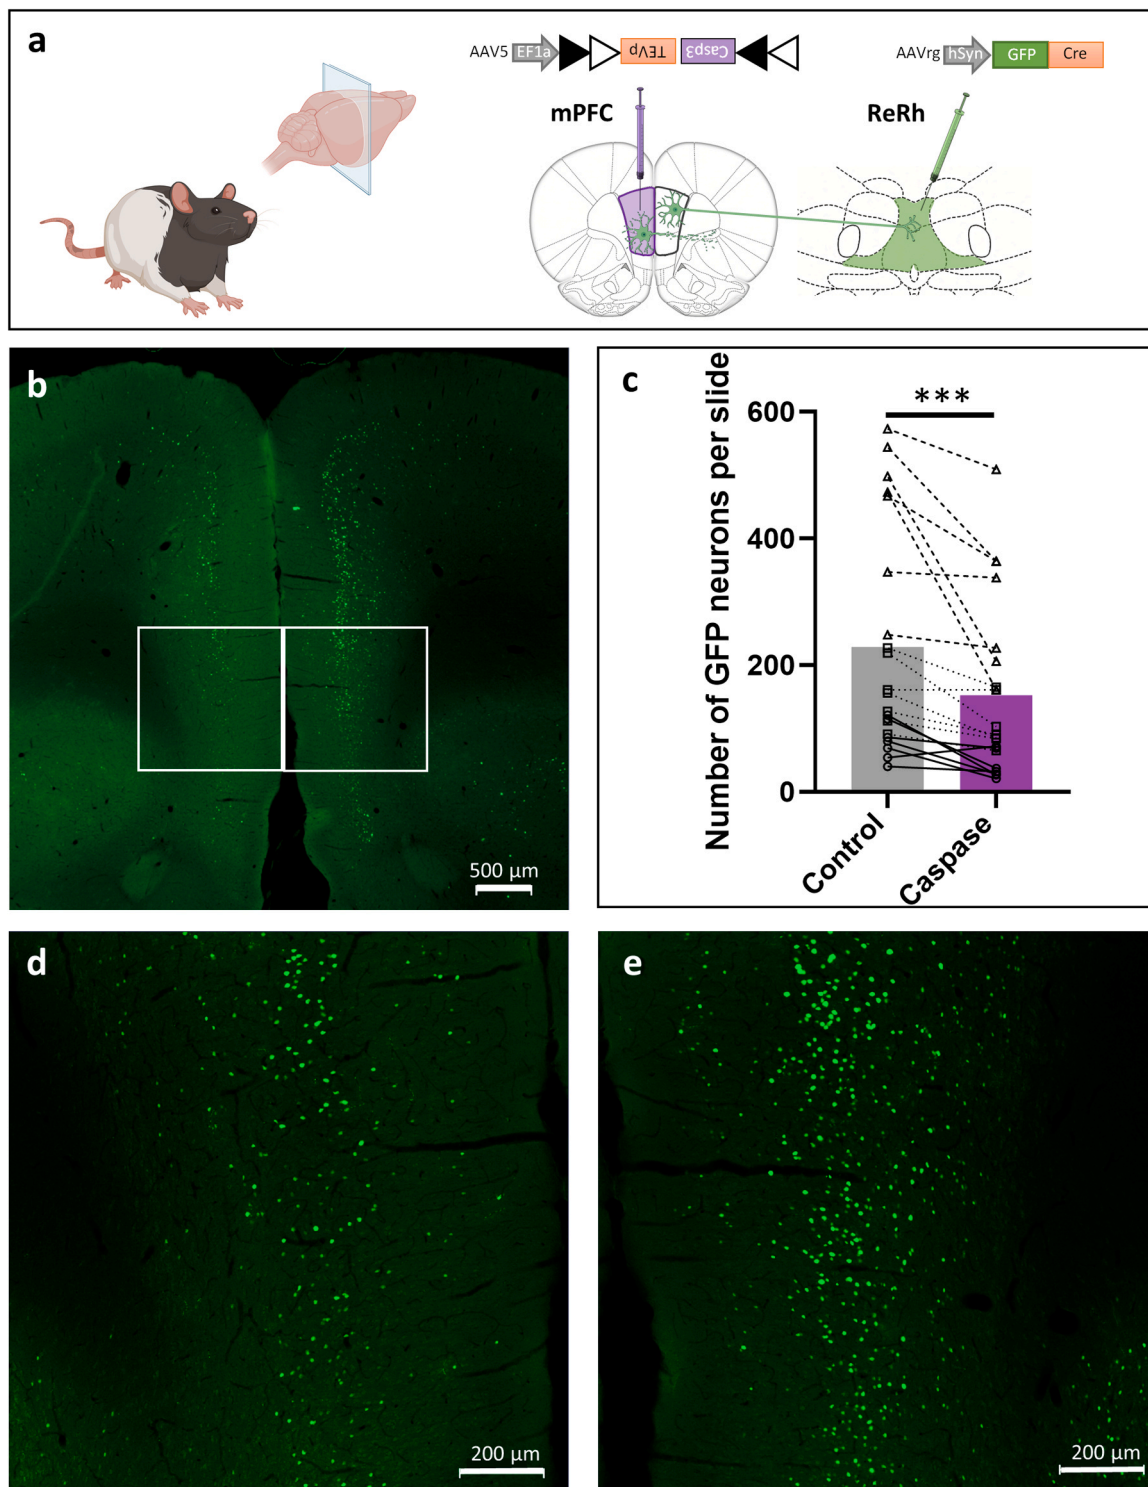 a
AAV5 EF1a TEVp Casp3
AAVrg hSyn GFP Cre
mPFC
ReRh
b
500 µm
c
Number of GFP neurons per slide
***
600
400
200
0
Control
Caspase
d
200 µm
e
200 µm